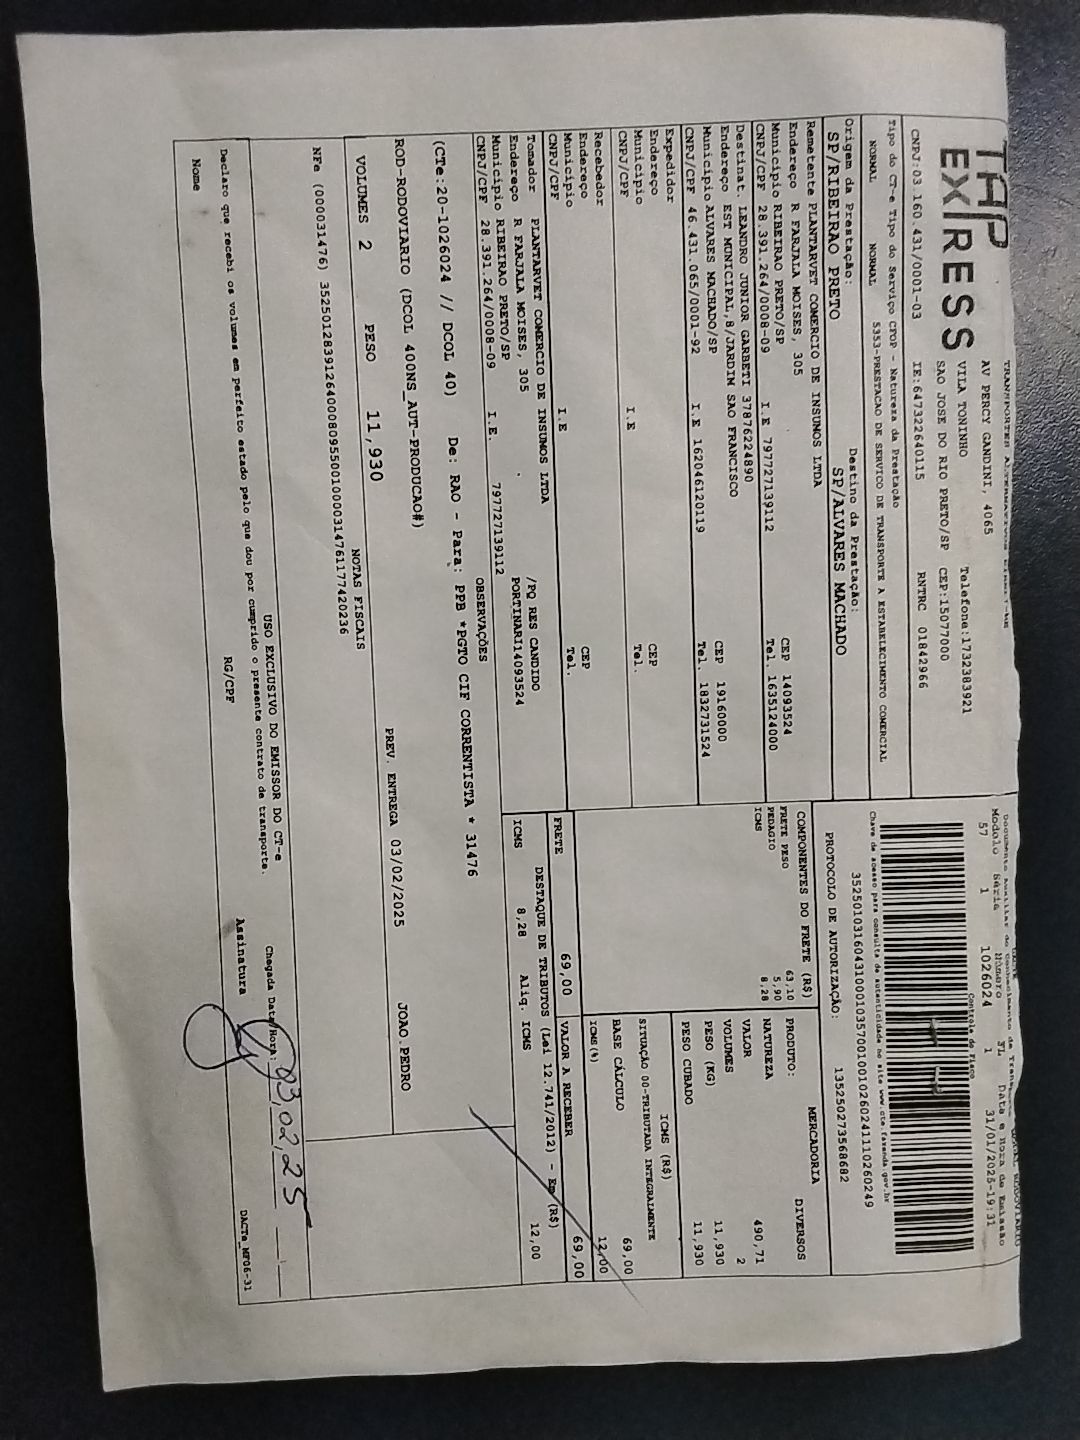 TAP
EX/RESS
AV PERCY GANDINI, 4065
VILA TONINHO
Telefone:1732383921
SAO JOSE DO RIO PRETO/SP CEP:15077000
CNPJ:03.160.431/0001-03 IE:647322640115 RNTRC 01842966
Tipo do CT-e Tipo do Serviço CFOP - Natureza da Prestação
NORMAL NORMAL 5353-PRESTACAO DE SERVICO DE TRANSPORTE A ESTABELECIMENTO COMERCIAL
Origem da Prestação: Destino da Prestação:
SP/RIBEIRAO PRETO SP/ALVARES MACHADO
Remetente PLANTARVET COMERCIO DE INSUMOS LTDA
Endereço R FARJALA MOISES, 305 CEP 14093524
Município RIBEIRAO PRETO/SP Tel. 1635124000
CNPJ/CPF 28.391.264/0008-09 I.E 797727139112
Destinat. LEANDRO JUNIOR GARBETI 37876224890
Endereço EST MUNICIPAL,8/JARDIM SAO FRANCISCO CEP 19160000
Município ALVARES MACHADO/SP Tel. 1832731524
CNPJ/CPF 46.431.065/0001-92 I.E 162046120119
Expedidor
Endereço CEP
Município Tel.
CNPJ/CPF I.E
Recebedor
Endereço CEP
Município Tel.
CNPJ/CPF I.E
Tomador PLANTARVET COMERCIO DE INSUMOS LTDA
Endereço R FARJALA MOISES, 305 /PQ RES CANDIDO
Município RIBEIRAO PRETO/SP PORTINARI14093524
CNPJ/CPF 28.391.264/0008-09 I.E. 797727139112
Modelo Série Número FL Data e Hora de Emissão
57 1 1026024 1 31/01/2025-19:31
Controle do Fisco
Chave de acesso para consulta de autenticidade no site www.cte.fazenda.gov.br
35250103160431000103570010010260241110260249
PROTOCOLO DE AUTORIZAÇÃO: 135250273568682
COMPONENTES DO FRETE (R$)
FRETE PESO 63,10
PEDAGIO 5,90
ICMS 8,28
FRETE 69,00
MERCADORIA
PRODUTO: DIVERSOS
NATUREZA
VALOR 490,71
VOLUMES 2
PESO (KG) 11,930
PESO CUBADO 11,930
ICMS (R$)
SITUAÇÃO 00-TRIBUTADA INTEGRALMENTE
BASE CÁLCULO 69,00
ICMS(%) 12,00
VALOR A RECEBER 69,00
DESTAQUE DE TRIBUTOS (Lei 12.741/2012) - Em (R$)
ICMS 8,28 Aliq. ICMS 12,00
OBSERVAÇÕES
(CTe:20-1026024 // DCOL 40) De: RAO - Para: PPB *PGTO CIF CORRENTISTA * 31476
ROD-RODOVIARIO (DCOL 400NS_AUT-PRODUCAO#)
PREV. ENTREGA 03/02/2025 JOAO.PEDRO
VOLUMES 2 PESO 11,930
NOTAS FISCAIS
NFe (000031476) 35250128391264000809550010000314761177420236
USO EXCLUSIVO DO EMISSOR DO CT-e
Declaro que recebi os volumes em perfeito estado pelo que dou por cumprido o presente contrato de transporte.
Chegada Data/Hora: 03,02,25
Nome RG/CPF Assinatura
DACTe_MF06-31